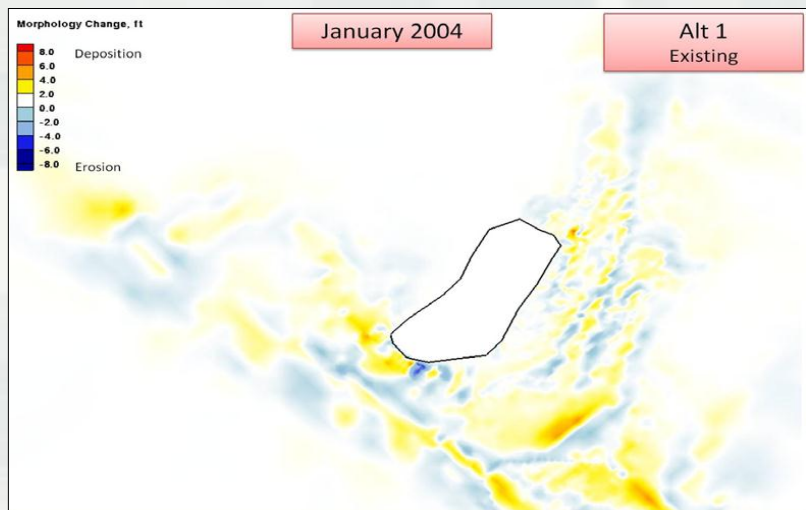 Morphology Change, ft
8.0
6.0
4.0
2.0
0.0
-2.0
-4.0
-6.0
-8.0
Deposition
Erosion
January 2004
Alt 1
Existing